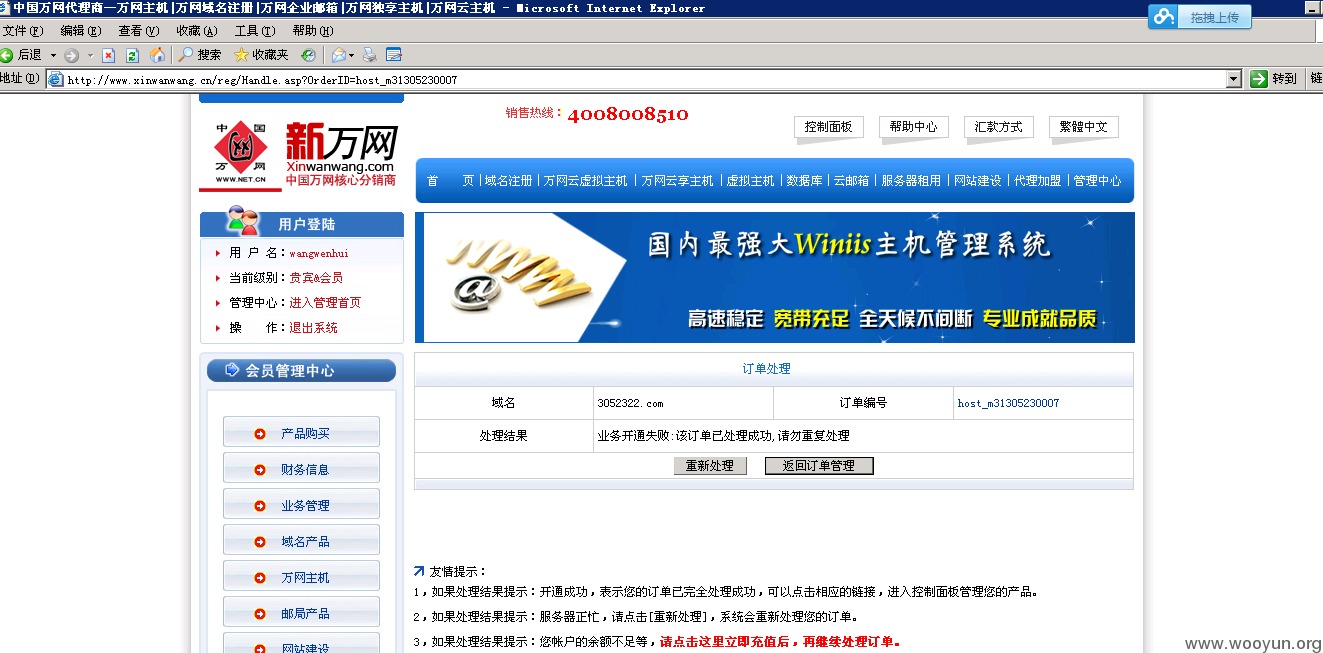 中国万网代理商—万网主机|万网域名注册|万网企业邮箱|万网独享主机|万网云主机 - Microsoft Internet Explorer
文件(F) 编辑(E) 查看(V) 收藏(A) 工具(T) 帮助(H)
拖拽上传
后退 搜索 收藏夹
地址(D) http://www.xinwanwang.cn/reg/Handle.asp?OrderID=host_m31305230007 转到 链
中国万网
WWW.NET.CN
新万网
Xinwanwang.com
中国万网核心分销商
销售热线：4008008510
控制面板 帮助中心 汇款方式 繁體中文
首 页|域名注册|万网云虚拟主机|万网云享主机|虚拟主机|数据库|云邮箱|服务器租用|网站建设|代理加盟|管理中心
用户登陆
用 户 名：wangwenhui
当前级别：贵宾&会员
管理中心：进入管理首页
操 作：退出系统
国内最强大Winiis主机管理系统
高速稳定 宽带充足 全天候不间断 专业成就品质
会员管理中心
产品购买
财务信息
业务管理
域名产品
万网主机
邮局产品
网站建设
订单处理
域名 3052322.com 订单编号 host_m31305230007
处理结果 业务开通失败:该订单已处理成功,请勿重复处理
重新处理 返回订单管理
友情提示：
1，如果处理结果提示：开通成功，表示您的订单已完全处理成功，可以点击相应的链接，进入控制面板管理您的产品。
2，如果处理结果提示：服务器正忙，请点击[重新处理]，系统会重新处理您的订单。
3，如果处理结果提示：您帐户的余额不足等，请点击这里立即充值后，再继续处理订单。
www.wooyun.org